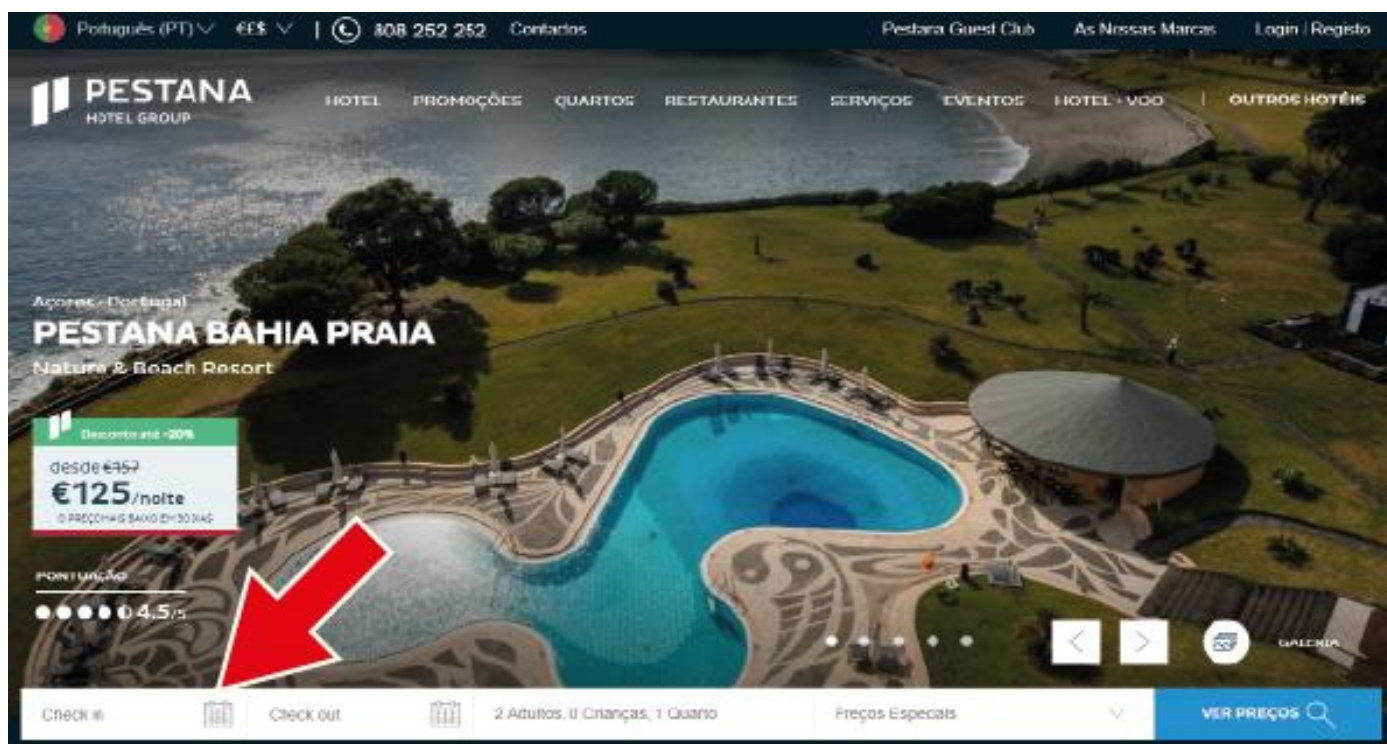 Português (PT) €£$ | 808 252 252 Contactos Pestana Guest Club As Nossas Marcas Login | Registo
PESTANA
HOTEL GROUP
HOTEL PROMOÇÕES QUARTOS RESTAURANTES SERVIÇOS EVENTOS HOTEL + VOO | OUTROS HOTÉIS
Açores - Portugal
PESTANA BAHIA PRAIA
Nature & Beach Resort
Desconto até -20%
desde €157
€125/noite
O PREÇO MAIS BAIXO EM 30 DIAS
PONTUAÇÃO
4.5/5
GALERIA
Check in Check out 2 Adultos, 0 Crianças, 1 Quarto Preços Especiais VER PREÇOS